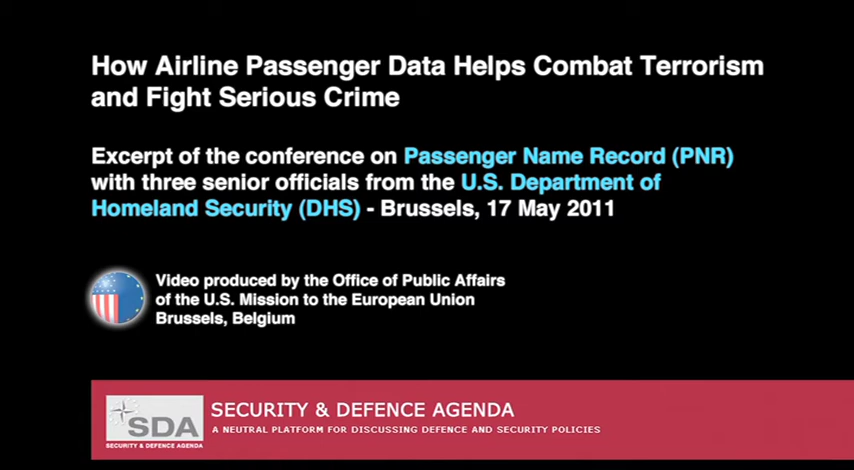 How Airline Passenger Data Helps Combat Terrorism
and Fight Serious Crime
Excerpt of the conference on Passenger Name Record (PNR)
with three senior officials from the U.S. Department of
Homeland Security (DHS) - Brussels, 17 May 2011
Video produced by the Office of Public Affairs
of the U.S. Mission to the European Union
Brussels, Belgium
SDA
SECURITY & DEFENCE AGENDA
SECURITY & DEFENCE AGENDA
A NEUTRAL PLATFORM FOR DISCUSSING DEFENCE AND SECURITY POLICIES